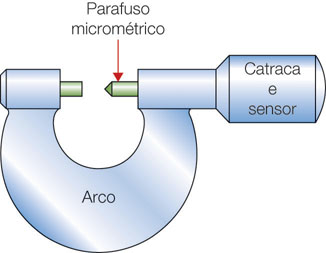 Parafuso
micrométrico
Catraca
e
sensor
Arco